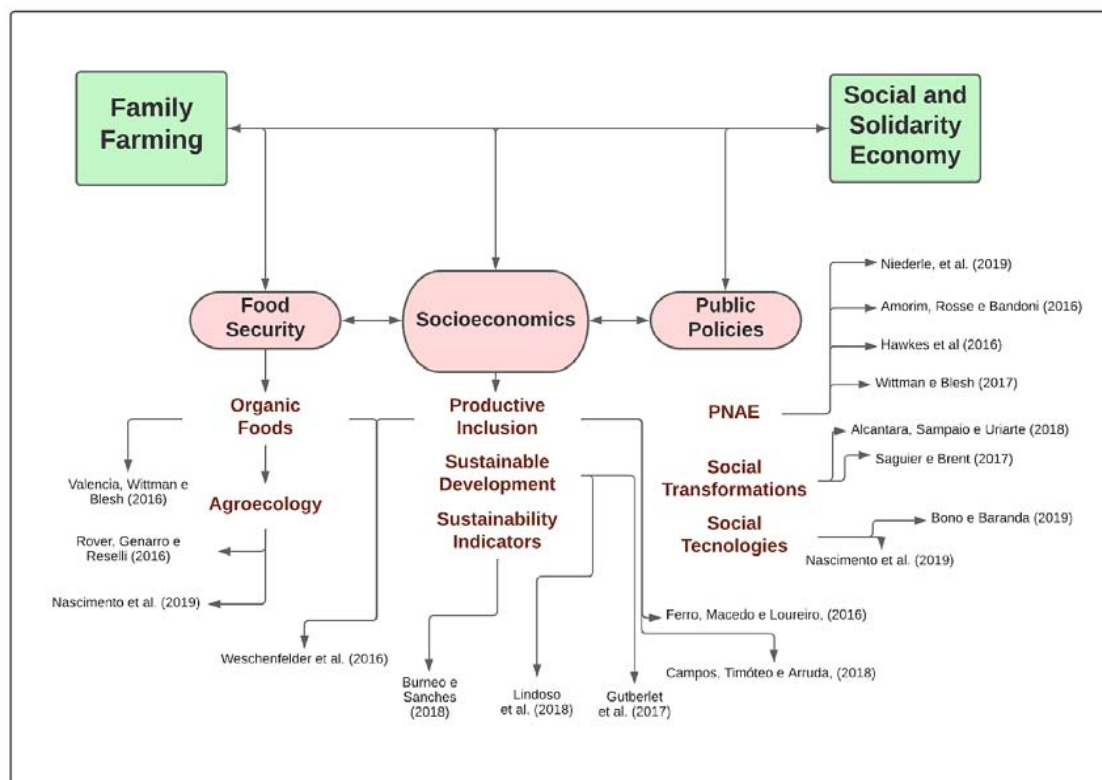 Family
Farming
Social and
Solidarity
Economy
Food
Security
Socioeconomics
Public
Policies
Niederle, et al. (2019)
Amorim, Rosse e Bandoni (2016)
Hawkes et al (2016)
Wittman e Blesh (2017)
Organic
Foods
Productive
Inclusion
PNAE
Alcantara, Sampaio e Uriarte (2018)
Saguier e Brent (2017)
Valencia, Wittman e
Blesh (2016)
Agroecology
Sustainable
Development
Social
Transformations
Sustainability
Indicators
Social
Tecnologies
Bono e Baranda (2019)
Nascimento et al. (2019)
Rover, Genarro e
Reselli (2016)
Nascimento et al. (2019)
Weschenfelder et al. (2016)
Burneo e
Sanches
(2018)
Lindoso
et al. (2018)
Gutberlet
et al. (2017)
Ferro, Macedo e Loureiro, (2016)
Campos, Timóteo e Arruda, (2018)